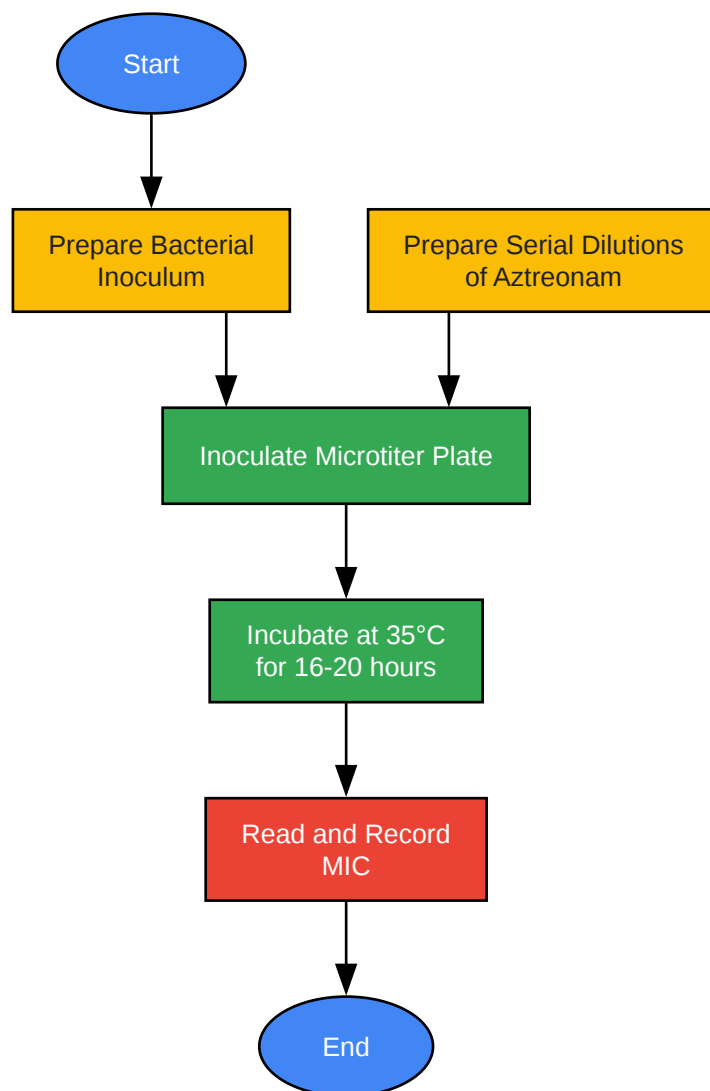 Start
Prepare Bacterial
Inoculum
Prepare Serial Dilutions
of Aztreonam
Inoculate Microtiter Plate
Incubate at 35°C
for 16-20 hours
Read and Record
MIC
End